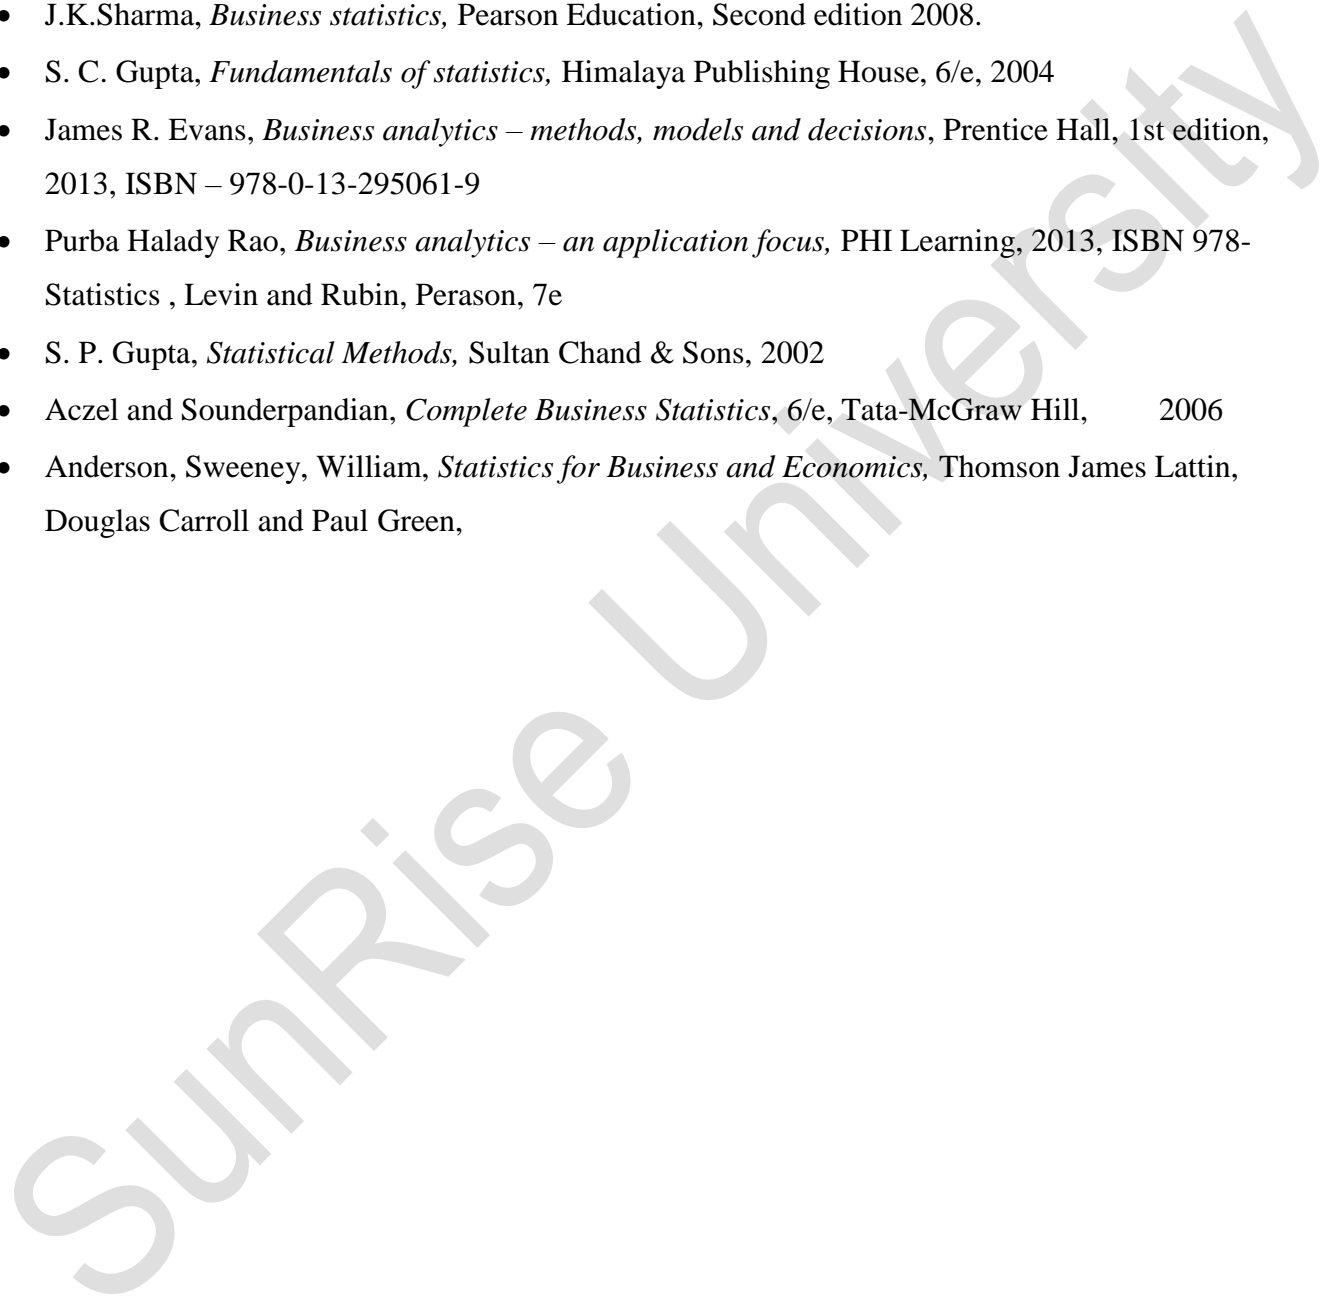 • J.K.Sharma, Business statistics, Pearson Education, Second edition 2008.
• S. C. Gupta, Fundamentals of statistics, Himalaya Publishing House, 6/e, 2004
• James R. Evans, Business analytics – methods, models and decisions, Prentice Hall, 1st edition,
2013, ISBN – 978-0-13-295061-9
• Purba Halady Rao, Business analytics – an application focus, PHI Learning, 2013, ISBN 978-
Statistics , Levin and Rubin, Perason, 7e
• S. P. Gupta, Statistical Methods, Sultan Chand & Sons, 2002
• Aczel and Sounderpandian, Complete Business Statistics, 6/e, Tata-McGraw Hill, 2006
• Anderson, Sweeney, William, Statistics for Business and Economics, Thomson James Lattin,
Douglas Carroll and Paul Green,
SunRise University